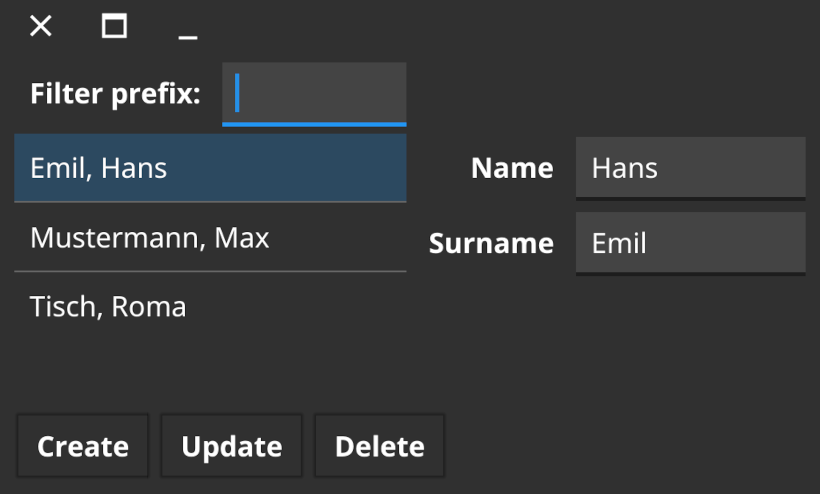 Filter prefix:
Emil, Hans
Mustermann, Max
Tisch, Roma
Name Hans
Surname Emil
Create Update Delete